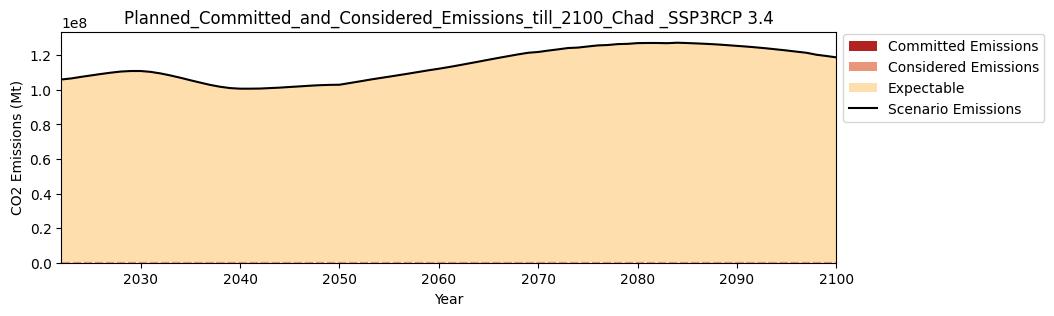 Planned_Committed_and_Considered_Emissions_till_2100_Chad _SSP3RCP 3.4
1e8
1.2
1.0
0.8
0.6
0.4
0.2
0.0
CO2 Emissions (Mt)
2030 2040 2050 2060 2070 2080 2090 2100
Year
Committed Emissions
Considered Emissions
Expectable
Scenario Emissions